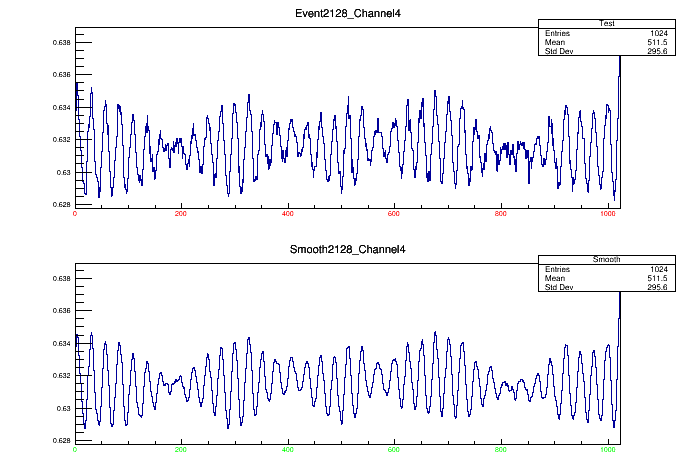 Event2128_Channel4
Test
Entries 1024
Mean 511.5
Std Dev 295.6
0.638
0.636
0.634
0.632
0.63
0.628
0 200 400 600 800 1000
Smooth2128_Channel4
Smooth
Entries 1024
Mean 511.5
Std Dev 295.6
0.638
0.636
0.634
0.632
0.63
0.628
0 200 400 600 800 1000